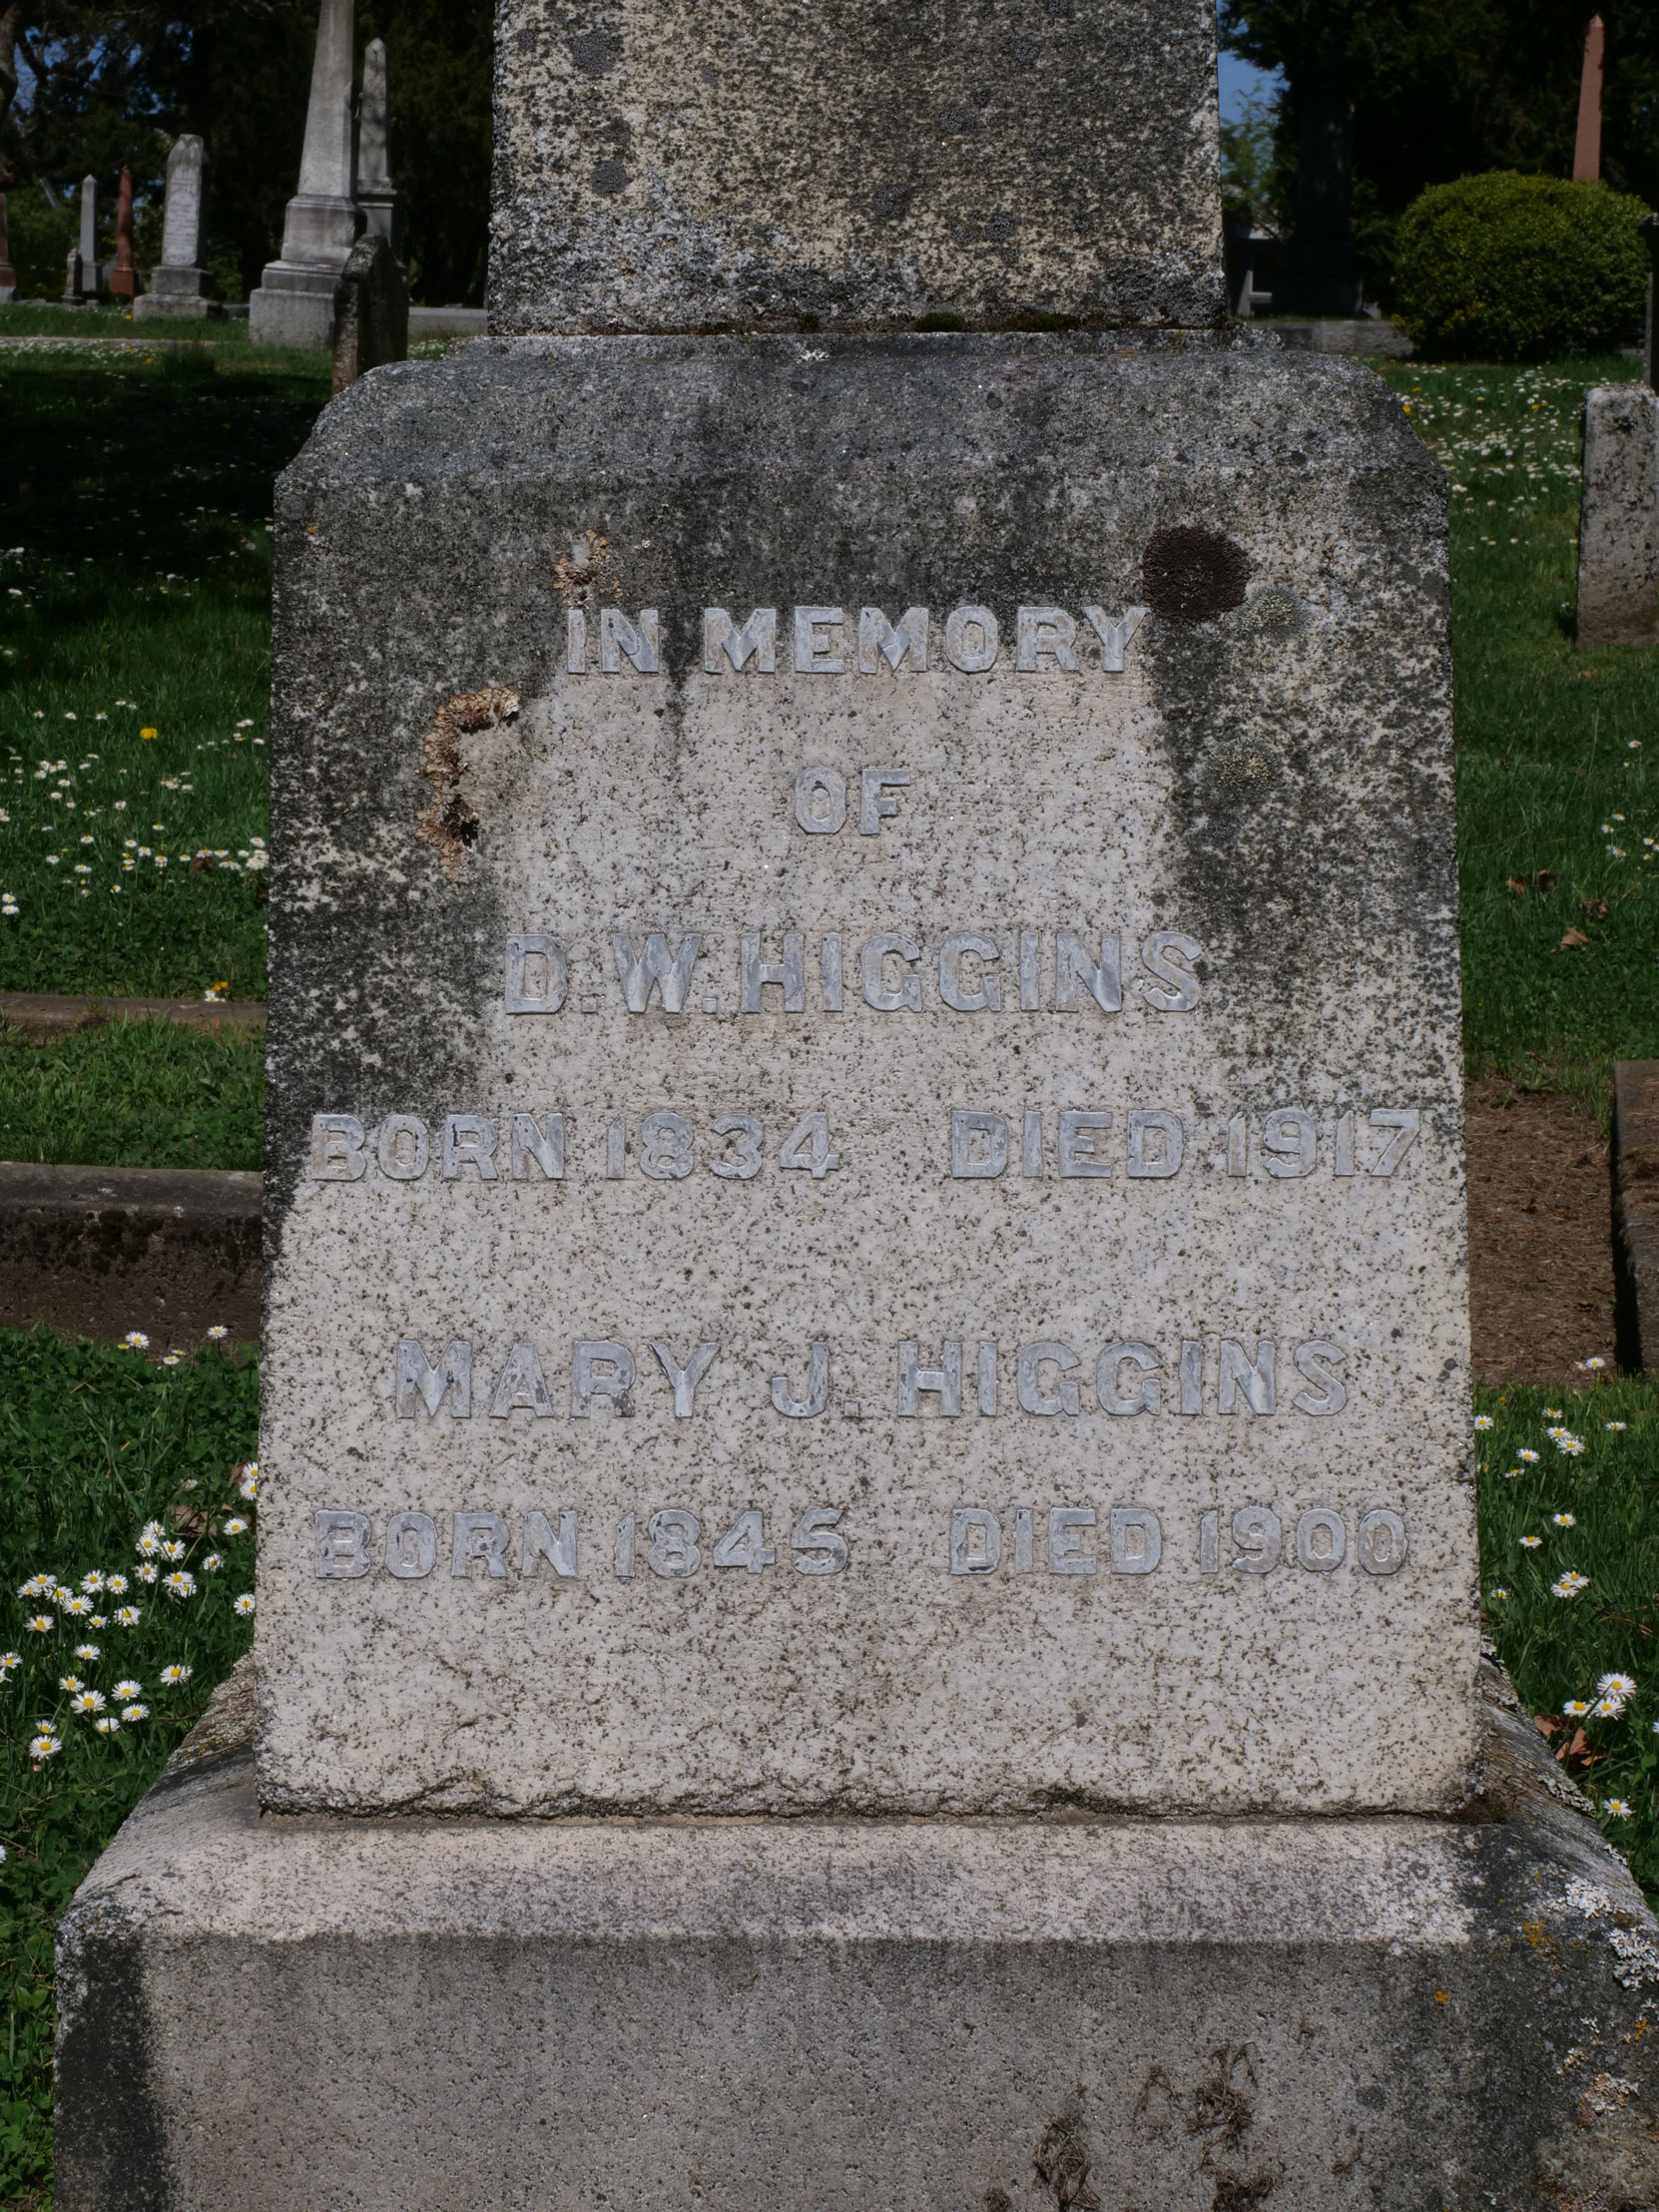 IN MEMORY
OF
D. W. HIGGINS
BORN 1834 DIED 1917
MARY J. HIGGINS
BORN 1845 DIED 1900